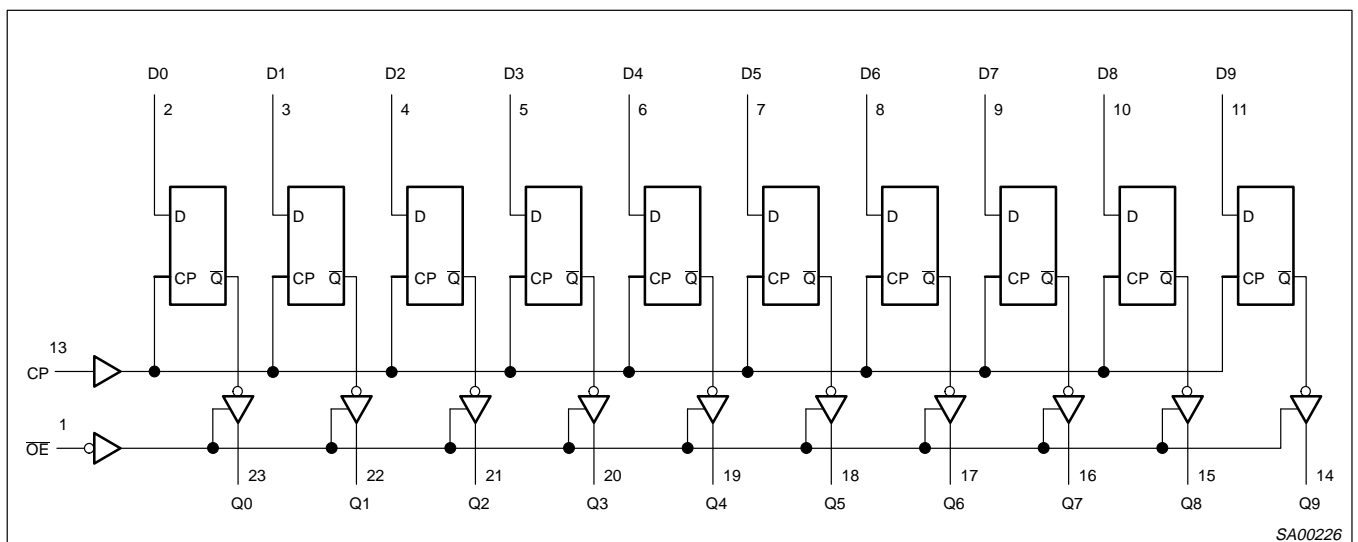 D0 D1 D2 D3 D4 D5 D6 D7 D8 D9
2 3 4 5 6 7 8 9 10 11
D D D D D D D D D D
CP Q̅ CP Q̅ CP Q̅ CP Q̅ CP Q̅ CP Q̅ CP Q̅ CP Q̅ CP Q̅ CP Q̅
13
CP
1
O̅E̅
23 22 21 20 19 18 17 16 15 14
Q0 Q1 Q2 Q3 Q4 Q5 Q6 Q7 Q8 Q9
SA00226